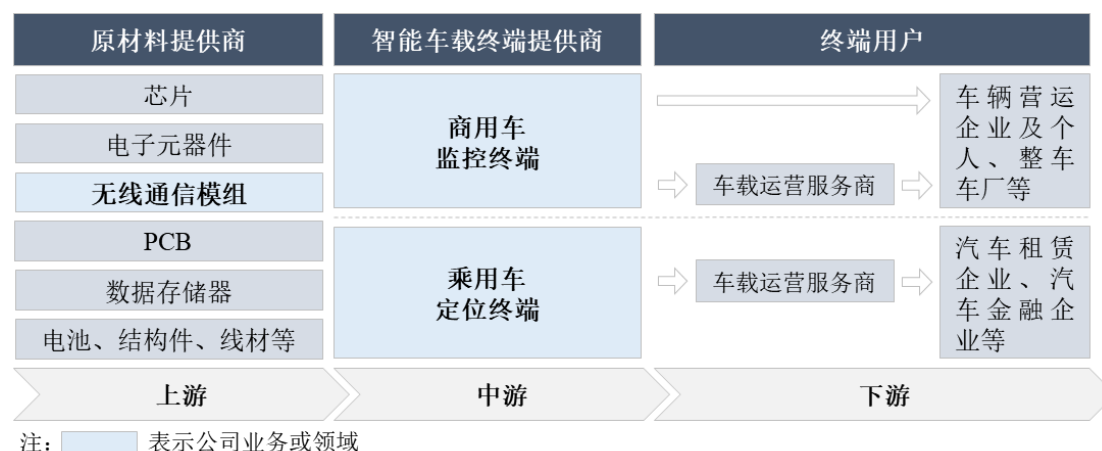 原材料提供商
智能车载终端提供商
终端用户
芯片
电子元器件
无线通信模组
PCB
数据存储器
电池、结构件、线材等
商用车
监控终端
车载运营服务商
车辆营运
企业及个
人、整车
车厂等
乘用车
定位终端
车载运营服务商
汽车租赁
企业、汽
车金融企
业等
上游
中游
下游
注：
表示公司业务或领域